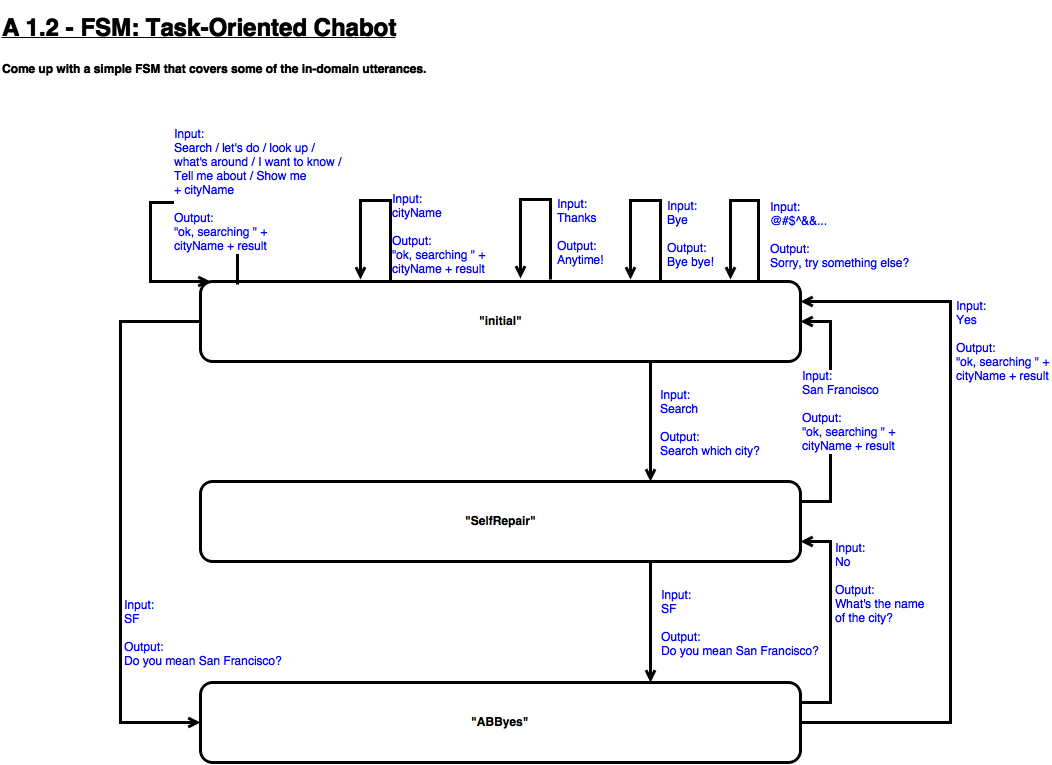 A 1.2 - FSM: Task-Oriented Chabot
Come up with a simple FSM that covers some of the in-domain utterances.
Input:
Search / let's do / look up /
what's around / I want to know /
Tell me about / Show me
+ cityName
Output:
"ok, searching " +
cityName + result
Input:
cityName
Output:
"ok, searching " +
cityName + result
Input:
Thanks
Output:
Anytime!
Input:
Bye
Output:
Bye bye!
Input:
@#$^&&...
Output:
Sorry, try something else?
"initial"
Input:
Yes
Output:
"ok, searching " +
cityName + result
Input:
San Francisco
Output:
"ok, searching " +
cityName + result
Input:
Search
Output:
Search which city?
"SelfRepair"
Input:
No
Output:
What's the name
of the city?
Input:
SF
Output:
Do you mean San Francisco?
Input:
SF
Output:
Do you mean San Francisco?
"ABByes"